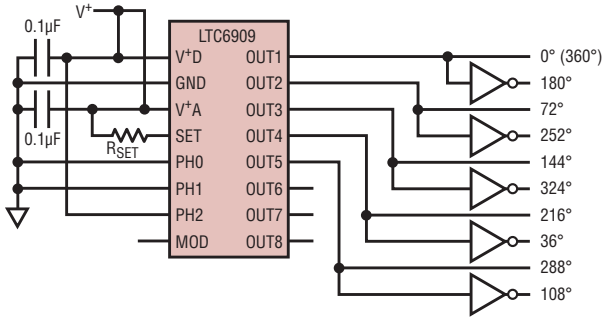 V+
0.1µF
LTC6909
V+D OUT1
0° (360°)
GND OUT2
180°
V+A OUT3
72°
0.1µF
RSET
SET OUT4
252°
PH0 OUT5
144°
PH1 OUT6
324°
PH2 OUT7
216°
MOD OUT8
36°
288°
108°